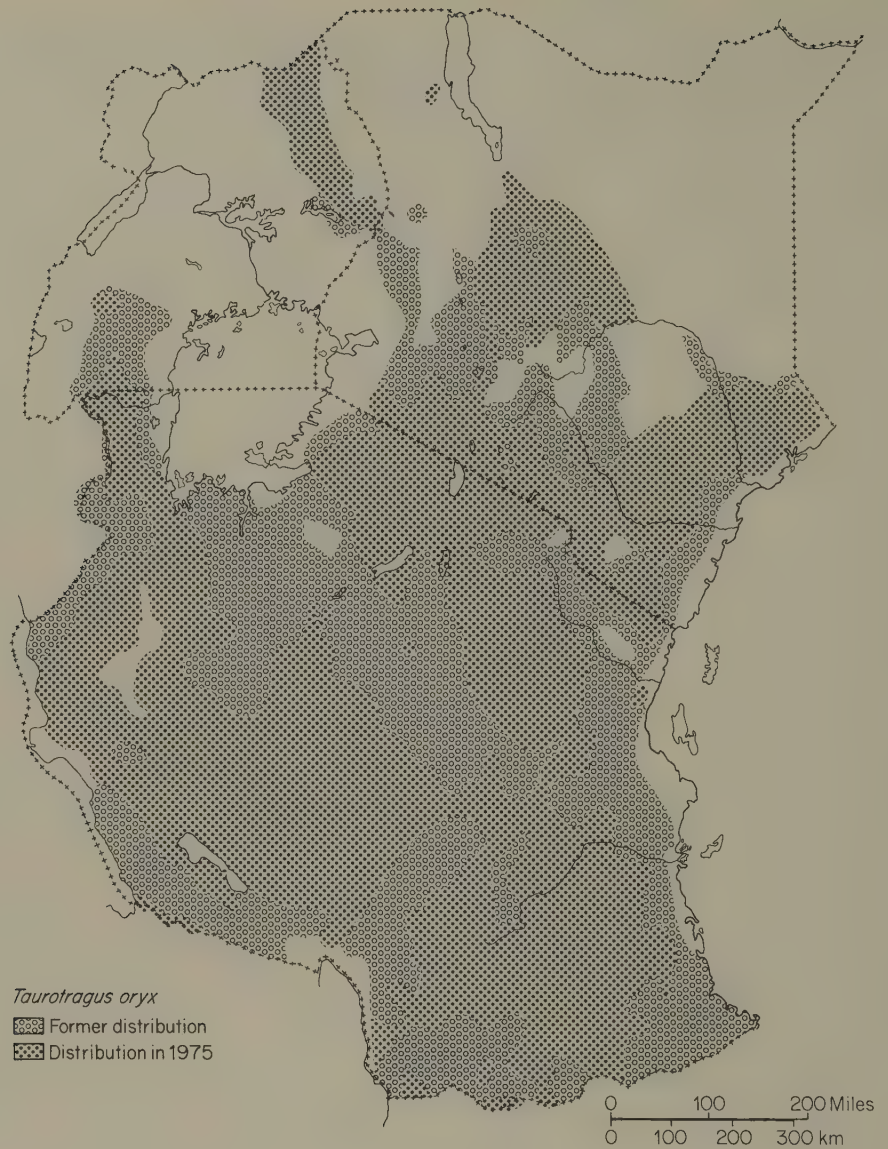 Taurotragus oryx
Former distribution
Distribution in 1975
0 100 200 Miles
0 100 200 300 km